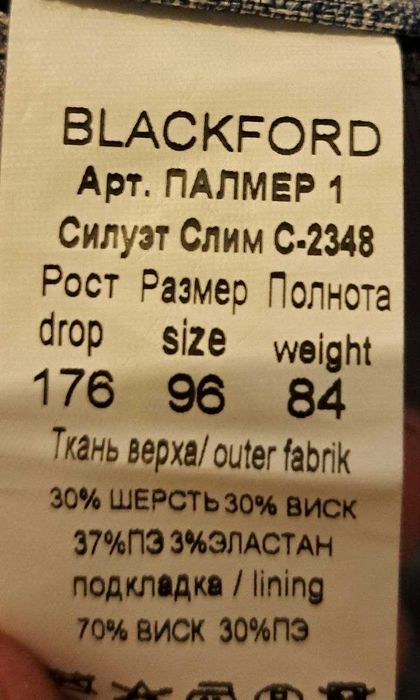 BLACKFORD
Арт. ПАЛМЕР 1
Силуэт Слим С-2348
Рост Размер Полнота
drop size weight
176 96 84
Ткань верха/ outer fabrik
30% ШЕРСТЬ 30% ВИСК
37%ПЭ 3%ЭЛАСТАН
подкладка / lining
70% ВИСК 30%ПЭ